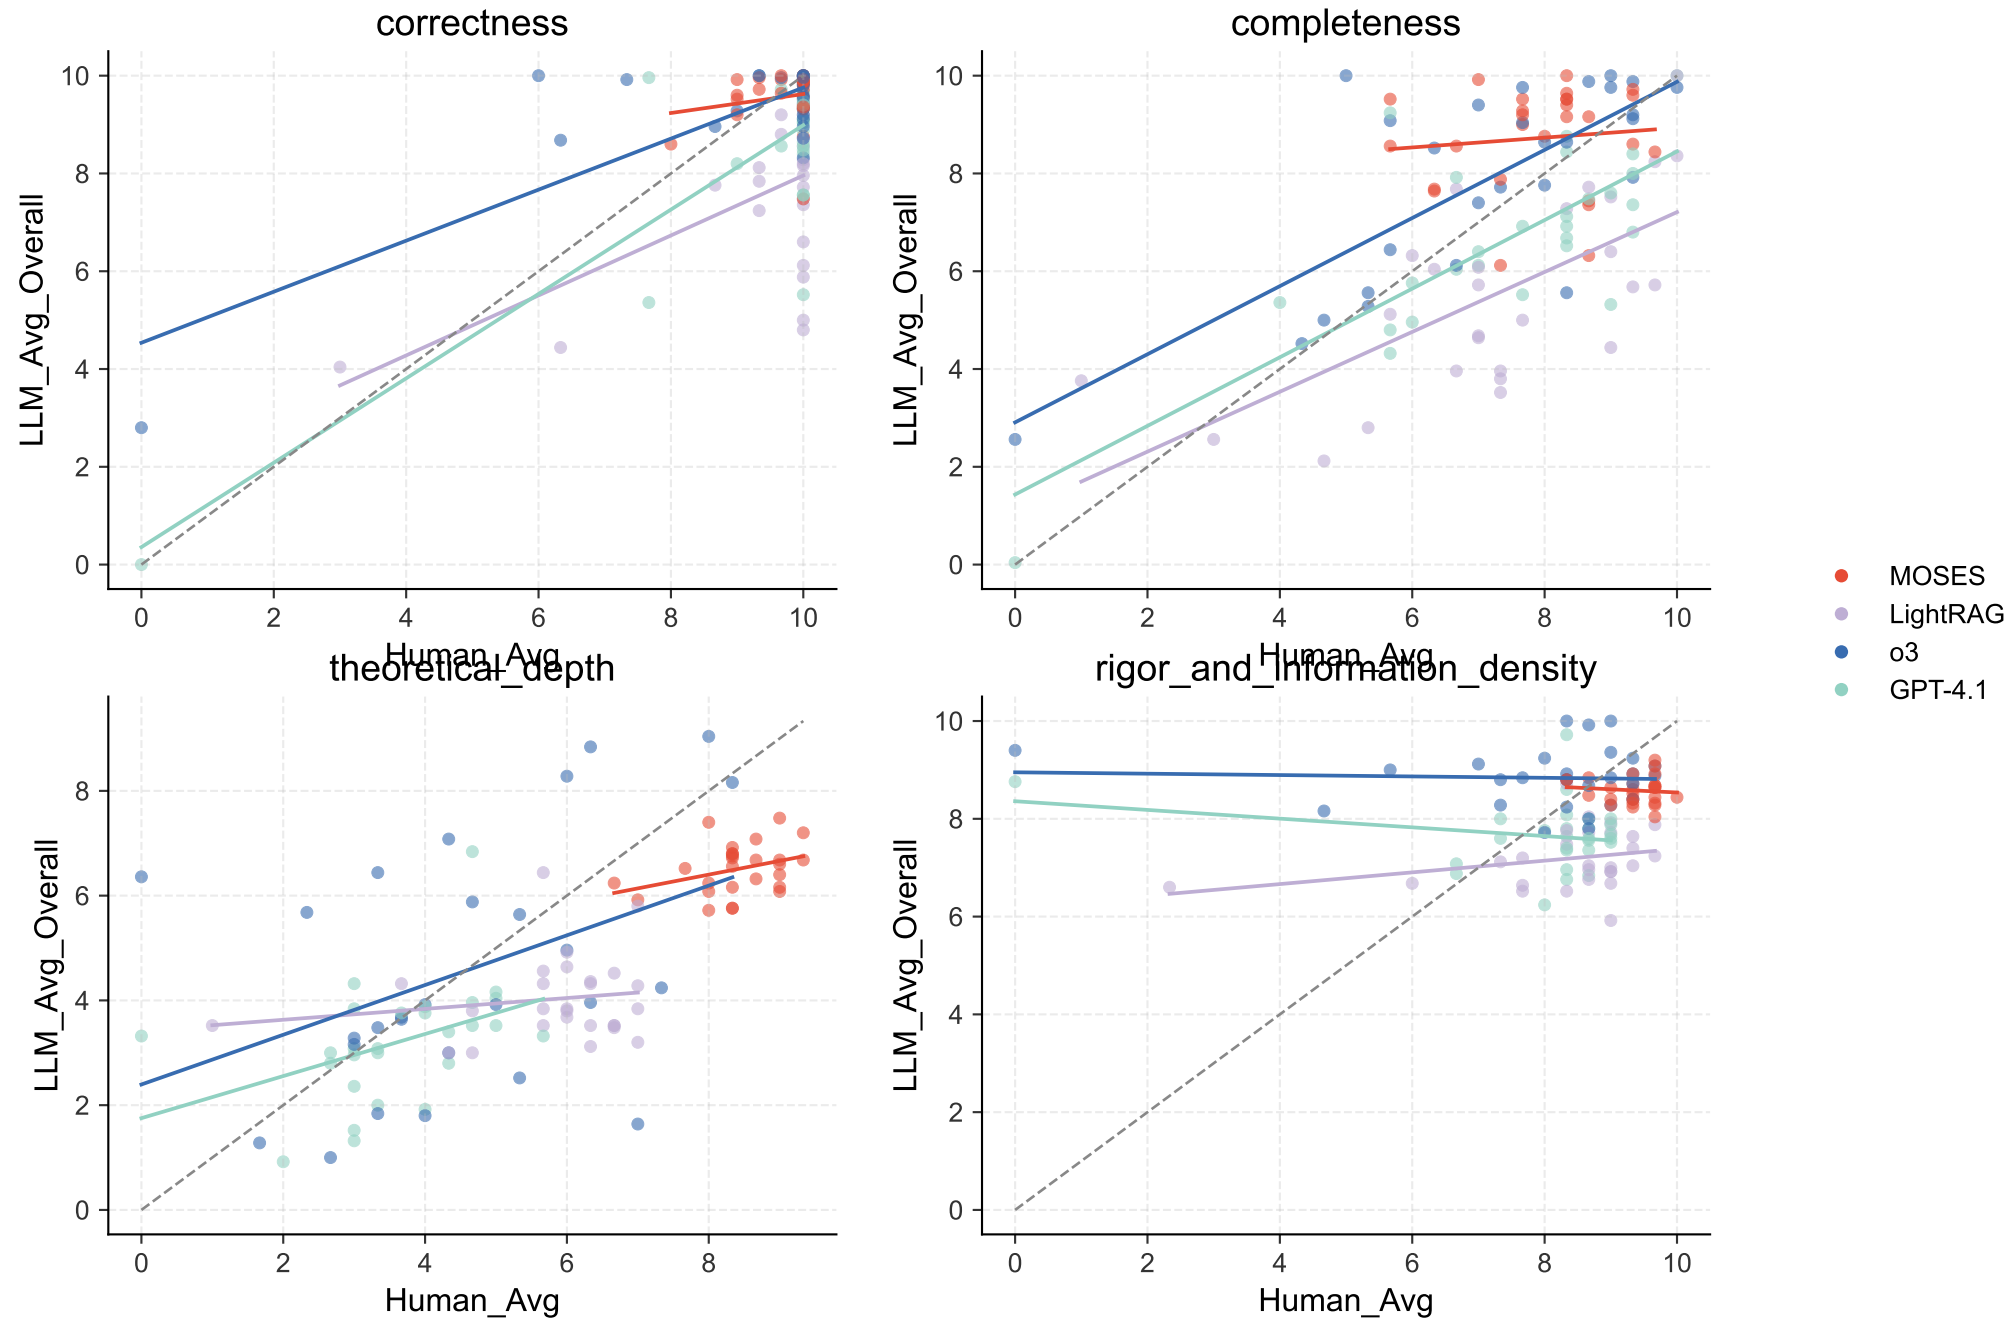 correctness
LLM_Avg_Overall
10
8
6
4
2
0
0 2 4 6 8 10
Human_Avg
completeness
LLM_Avg_Overall
10
8
6
4
2
0
0 2 4 6 8 10
Human_Avg
theoretical_depth
LLM_Avg_Overall
8
6
4
2
0
0 2 4 6 8
Human_Avg
rigor_and_information_density
LLM_Avg_Overall
10
8
6
4
2
0
0 2 4 6 8 10
Human_Avg
MOSES
LightRAG
o3
GPT-4.1